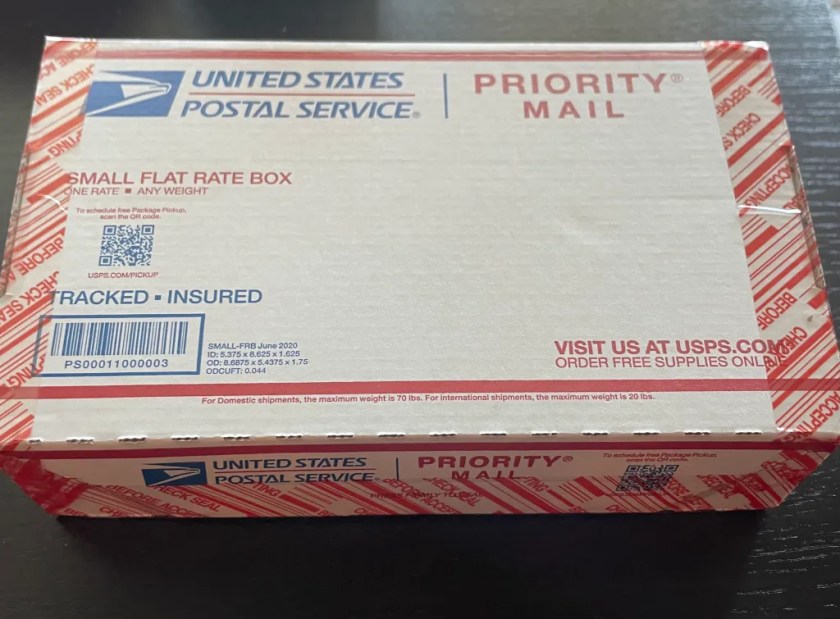 UNITED STATES
POSTAL SERVICE®
PRIORITY®
MAIL
SMALL FLAT RATE BOX
ONE RATE ■ ANY WEIGHT
To schedule free Package Pickup,
scan the QR code.
USPS.COM/PICKUP
TRACKED ■ INSURED
PS00011000003
SMALL-FRB June 2020
ID: 5.375 x 8.625 x 1.625
OD: 8.6875 x 5.4375 x 1.75
ODCUFT: 0.044
VISIT US AT USPS.COM
ORDER FREE SUPPLIES ONLINE
For Domestic shipments, the maximum weight is 70 lbs. For international shipments, the maximum weight is 20 lbs.
UNITED STATES
POSTAL SERVICE®
PRIORITY®
MAIL
To schedule free Package Pickup,
scan the QR code.
PRESS FIRMLY TO SEAL
CHECK SEAL
BEFORE ACCEPTING